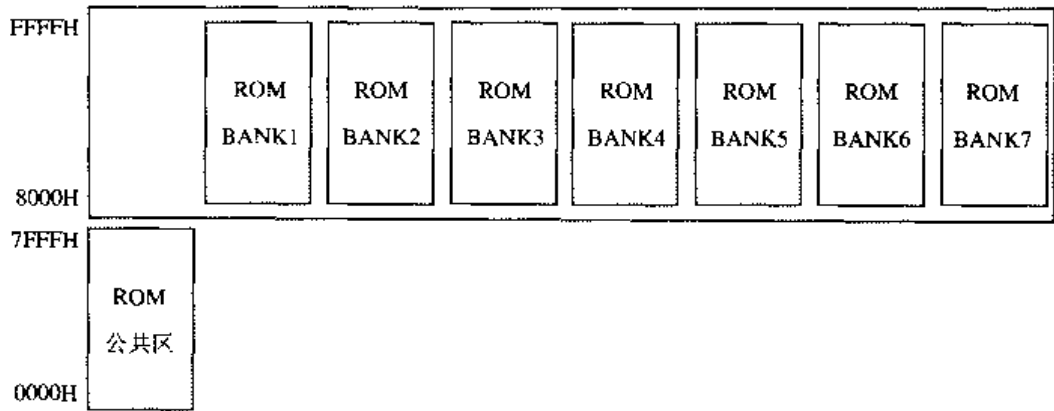 FFFFH
ROM ROM ROM ROM ROM ROM ROM
BANK1 BANK2 BANK3 BANK4 BANK5 BANK6 BANK7
8000H
7FFFH
ROM
公共区
0000H